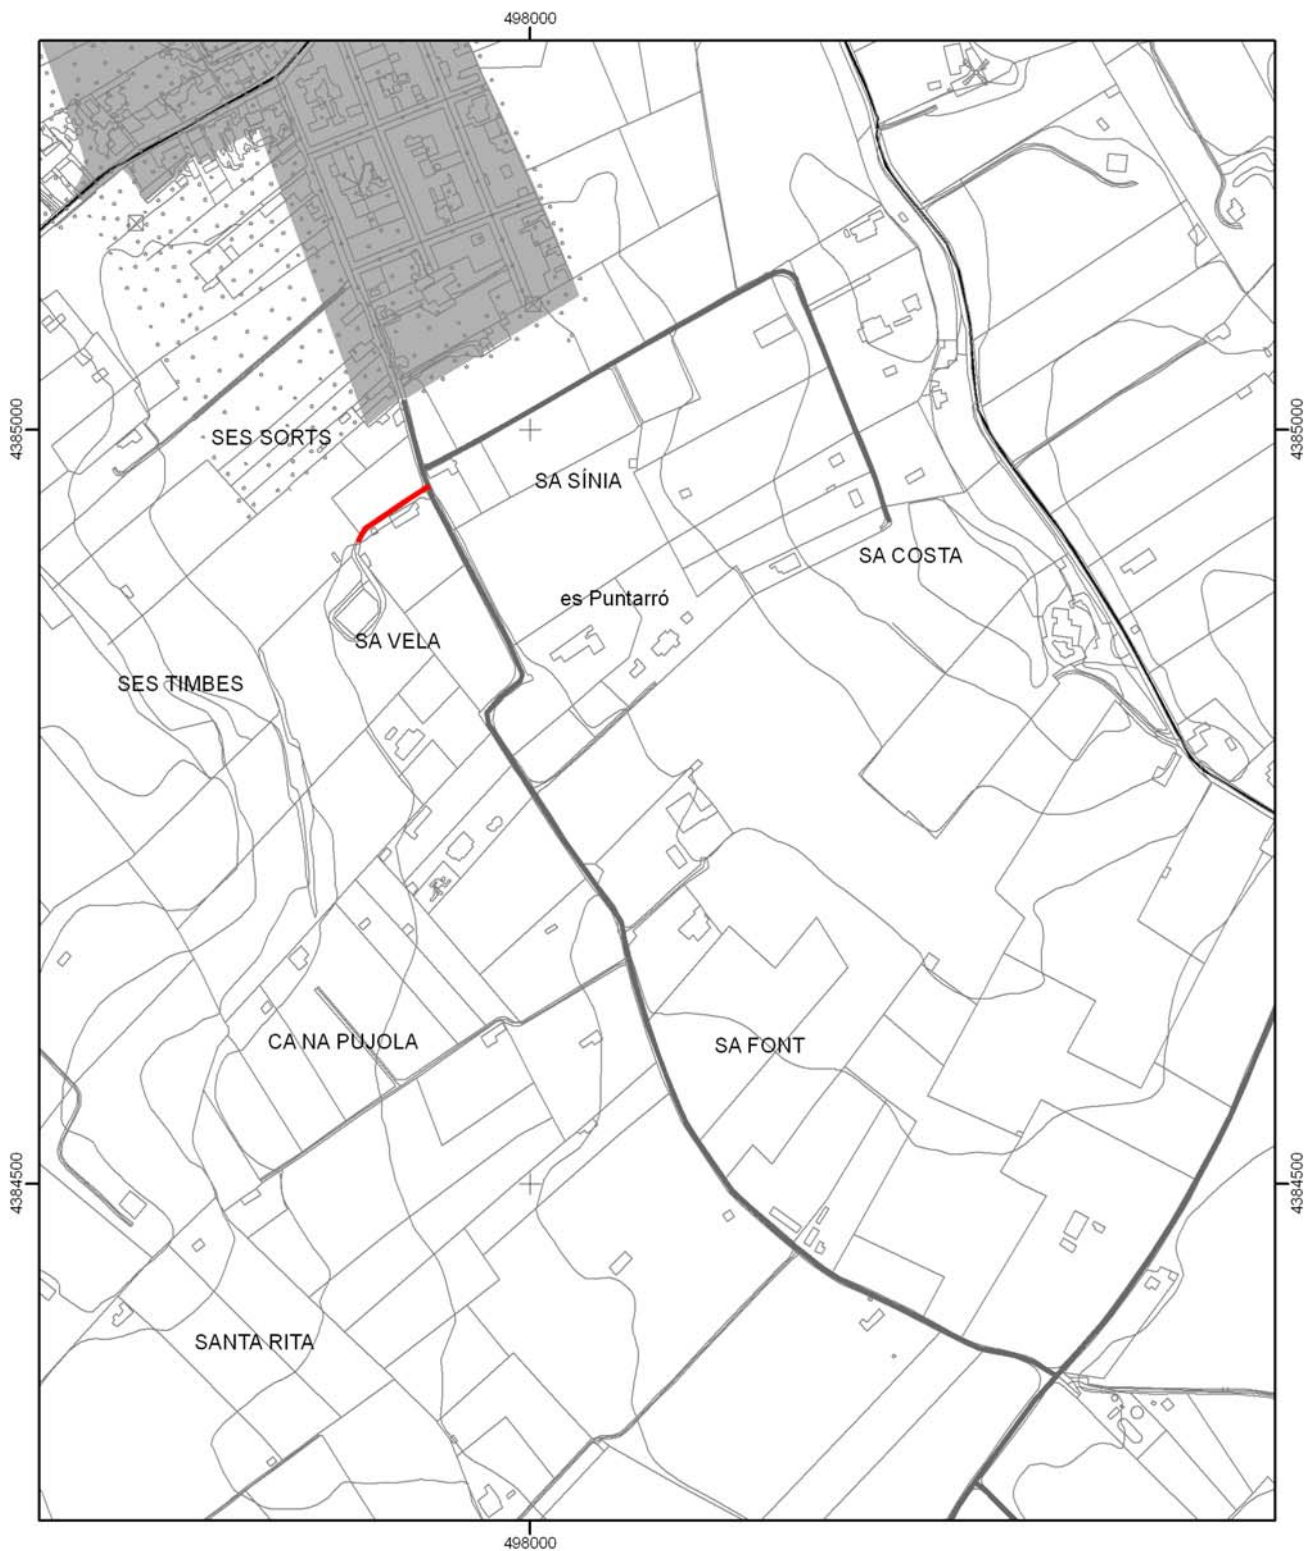 498000
4385000
4385000
SES SORTS
SA SÍNIA
SA COSTA
es Puntarró
SA VELA
SES TIMBES
CA NA PUJOLA
SA FONT
4384500
4384500
SANTA RITA
498000